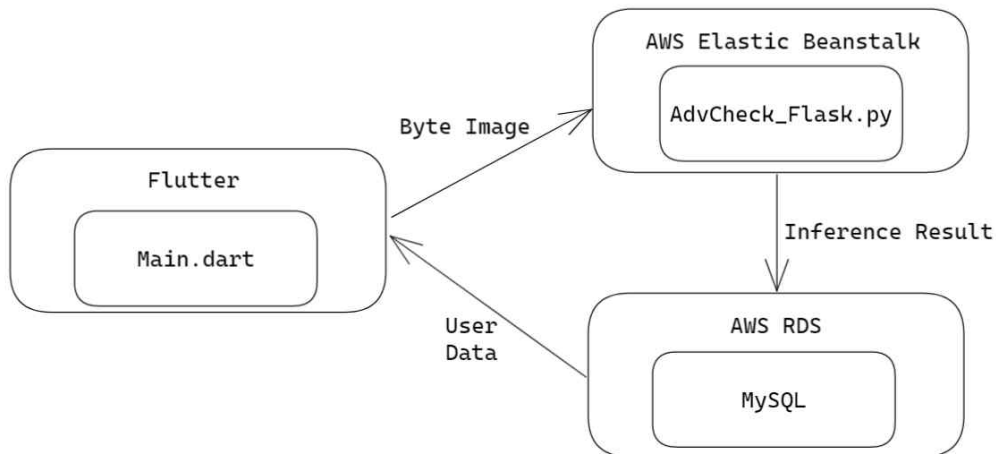 AWS Elastic Beanstalk
AdvCheck_Flask.py
Byte Image
Flutter
Main.dart
Inference Result
User
Data
AWS RDS
MySQL